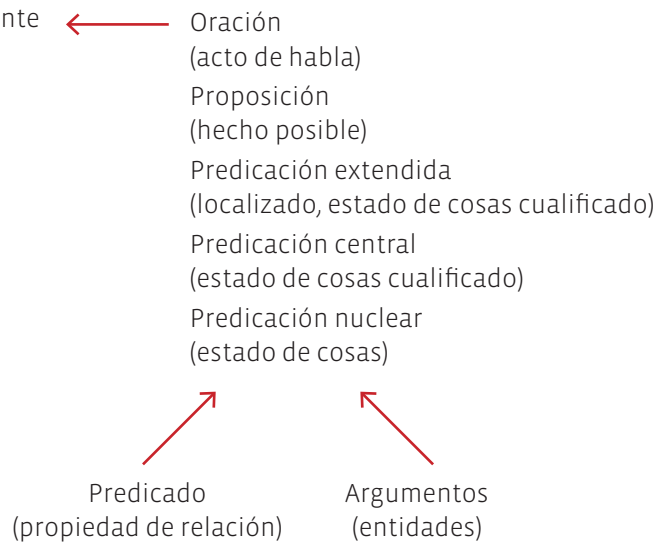 nte
Oración
(acto de habla)
Proposición
(hecho posible)
Predicación extendida
(localizado, estado de cosas cualificado)
Predicación central
(estado de cosas cualificado)
Predicación nuclear
(estado de cosas)
Predicado
(propiedad de relación)
Argumentos
(entidades)